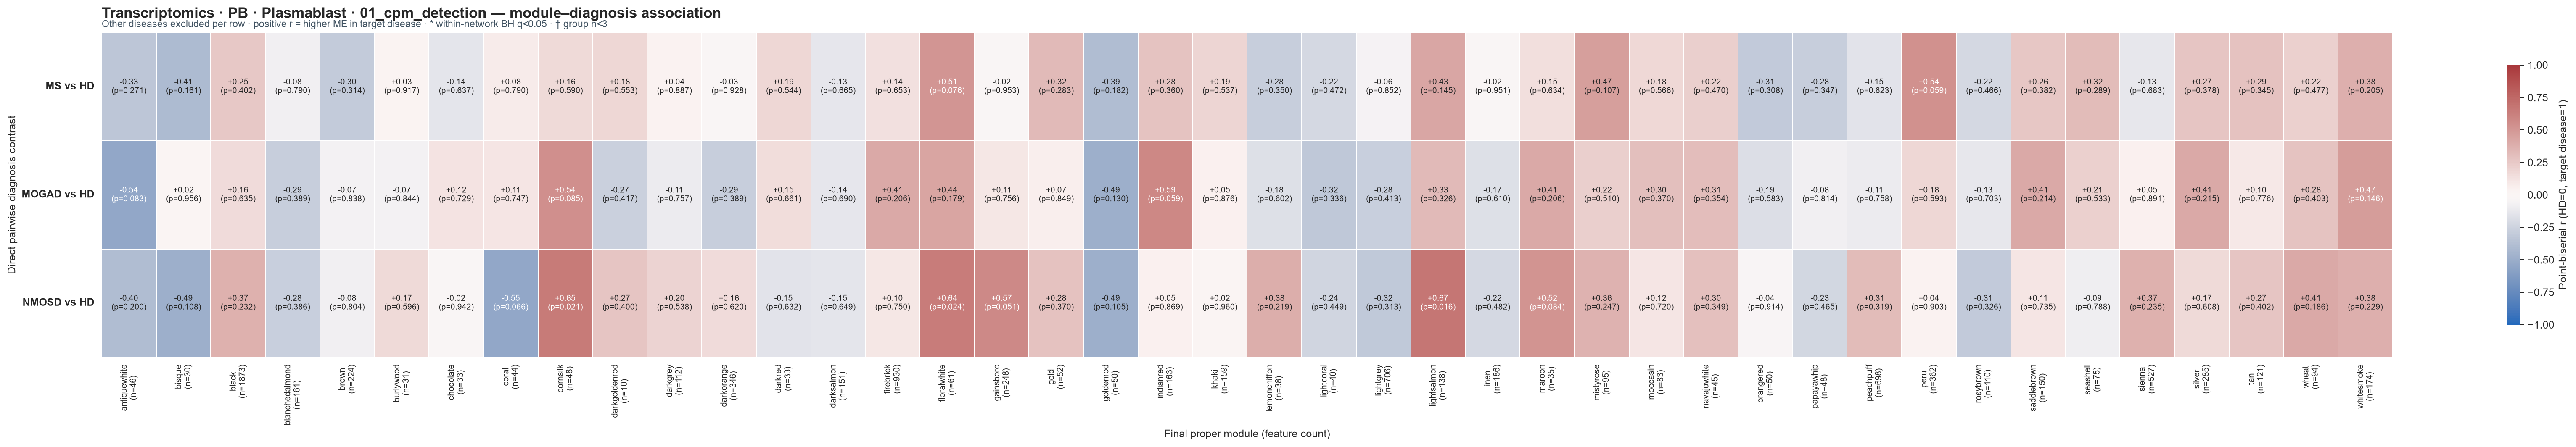 Transcriptomics · PB · Plasmablast · 01_cpm_detection — module–diagnosis association
Other diseases excluded per row · positive r = higher ME in target disease · * within-network BH q<0.05 · † group n<3
Direct pairwise diagnosis contrast
MS vs HD
-0.33 -0.41 +0.25 -0.08 -0.30 +0.03 -0.14 +0.08 +0.16 +0.18 +0.04 -0.03 +0.19 -0.13 +0.14 +0.51 -0.02 +0.32 -0.39 +0.28 +0.19 -0.28 -0.22 -0.06 +0.43 -0.02 +0.15 +0.47 +0.18 +0.22 -0.31 -0.28 -0.15 +0.54 -0.22 +0.26 +0.32 -0.13 +0.27 +0.29 +0.22 +0.38
(p=0.271) (p=0.161) (p=0.402) (p=0.790) (p=0.314) (p=0.917) (p=0.637) (p=0.790) (p=0.590) (p=0.553) (p=0.887) (p=0.928) (p=0.544) (p=0.665) (p=0.653) (p=0.076) (p=0.953) (p=0.283) (p=0.182) (p=0.360) (p=0.537) (p=0.350) (p=0.472) (p=0.852) (p=0.145) (p=0.951) (p=0.634) (p=0.107) (p=0.566) (p=0.470) (p=0.308) (p=0.347) (p=0.623) (p=0.059) (p=0.466) (p=0.382) (p=0.289) (p=0.683) (p=0.378) (p=0.345) (p=0.477) (p=0.205)
MOGAD vs HD
-0.54 +0.02 +0.16 -0.29 -0.07 -0.07 +0.12 +0.11 +0.54 -0.27 -0.11 -0.29 +0.15 -0.14 +0.41 +0.44 +0.11 +0.07 -0.49 +0.59 +0.05 -0.18 -0.32 -0.28 +0.33 -0.17 +0.41 +0.22 +0.30 +0.31 -0.19 -0.08 -0.11 +0.18 -0.13 +0.41 +0.21 +0.05 +0.41 +0.10 +0.28 +0.47
(p=0.083) (p=0.956) (p=0.635) (p=0.389) (p=0.838) (p=0.844) (p=0.729) (p=0.747) (p=0.085) (p=0.417) (p=0.757) (p=0.389) (p=0.661) (p=0.690) (p=0.206) (p=0.179) (p=0.756) (p=0.849) (p=0.130) (p=0.059) (p=0.876) (p=0.602) (p=0.336) (p=0.413) (p=0.326) (p=0.610) (p=0.206) (p=0.510) (p=0.370) (p=0.354) (p=0.583) (p=0.814) (p=0.758) (p=0.593) (p=0.703) (p=0.214) (p=0.533) (p=0.891) (p=0.215) (p=0.776) (p=0.403) (p=0.146)
NMOSD vs HD
-0.40 -0.49 +0.37 -0.28 -0.08 +0.17 -0.02 -0.55 +0.65 +0.27 +0.20 +0.16 -0.15 -0.15 +0.10 +0.64 +0.57 +0.28 -0.49 +0.05 +0.02 +0.38 -0.24 -0.32 +0.67 -0.22 +0.52 +0.36 +0.12 +0.30 -0.04 -0.23 +0.31 +0.04 -0.31 +0.11 -0.09 +0.37 +0.17 +0.27 +0.41 +0.38
(p=0.200) (p=0.108) (p=0.232) (p=0.386) (p=0.804) (p=0.596) (p=0.942) (p=0.066) (p=0.021) (p=0.400) (p=0.538) (p=0.620) (p=0.632) (p=0.649) (p=0.750) (p=0.024) (p=0.051) (p=0.370) (p=0.105) (p=0.869) (p=0.960) (p=0.219) (p=0.449) (p=0.313) (p=0.016) (p=0.482) (p=0.084) (p=0.247) (p=0.720) (p=0.349) (p=0.914) (p=0.465) (p=0.319) (p=0.903) (p=0.326) (p=0.735) (p=0.788) (p=0.235) (p=0.608) (p=0.402) (p=0.186) (p=0.229)
antiquewhite
(n=46)
bisque
(n=30)
black
(n=1873)
blanchedalmond
(n=161)
brown
(n=224)
burlywood
(n=31)
chocolate
(n=33)
coral
(n=44)
cornsilk
(n=48)
darkgoldenrod
(n=10)
darkgrey
(n=112)
darkorange
(n=346)
darkred
(n=33)
darksalmon
(n=151)
firebrick
(n=930)
floralwhite
(n=61)
gainsboro
(n=248)
gold
(n=52)
goldenrod
(n=50)
indianred
(n=163)
khaki
(n=159)
lemonchiffon
(n=38)
lightcoral
(n=40)
lightgrey
(n=706)
lightsalmon
(n=138)
linen
(n=186)
maroon
(n=35)
mistyrose
(n=95)
moccasin
(n=83)
navajowhite
(n=45)
orangered
(n=50)
papayawhip
(n=48)
peachpuff
(n=698)
peru
(n=362)
rosybrown
(n=110)
saddlebrown
(n=150)
seashell
(n=75)
sienna
(n=527)
silver
(n=285)
tan
(n=121)
wheat
(n=94)
whitesmoke
(n=174)
Final proper module (feature count)
1.00
0.75
0.50
0.25
0.00
−0.25
−0.50
−0.75
−1.00
Point-biserial r (HD=0, target disease=1)